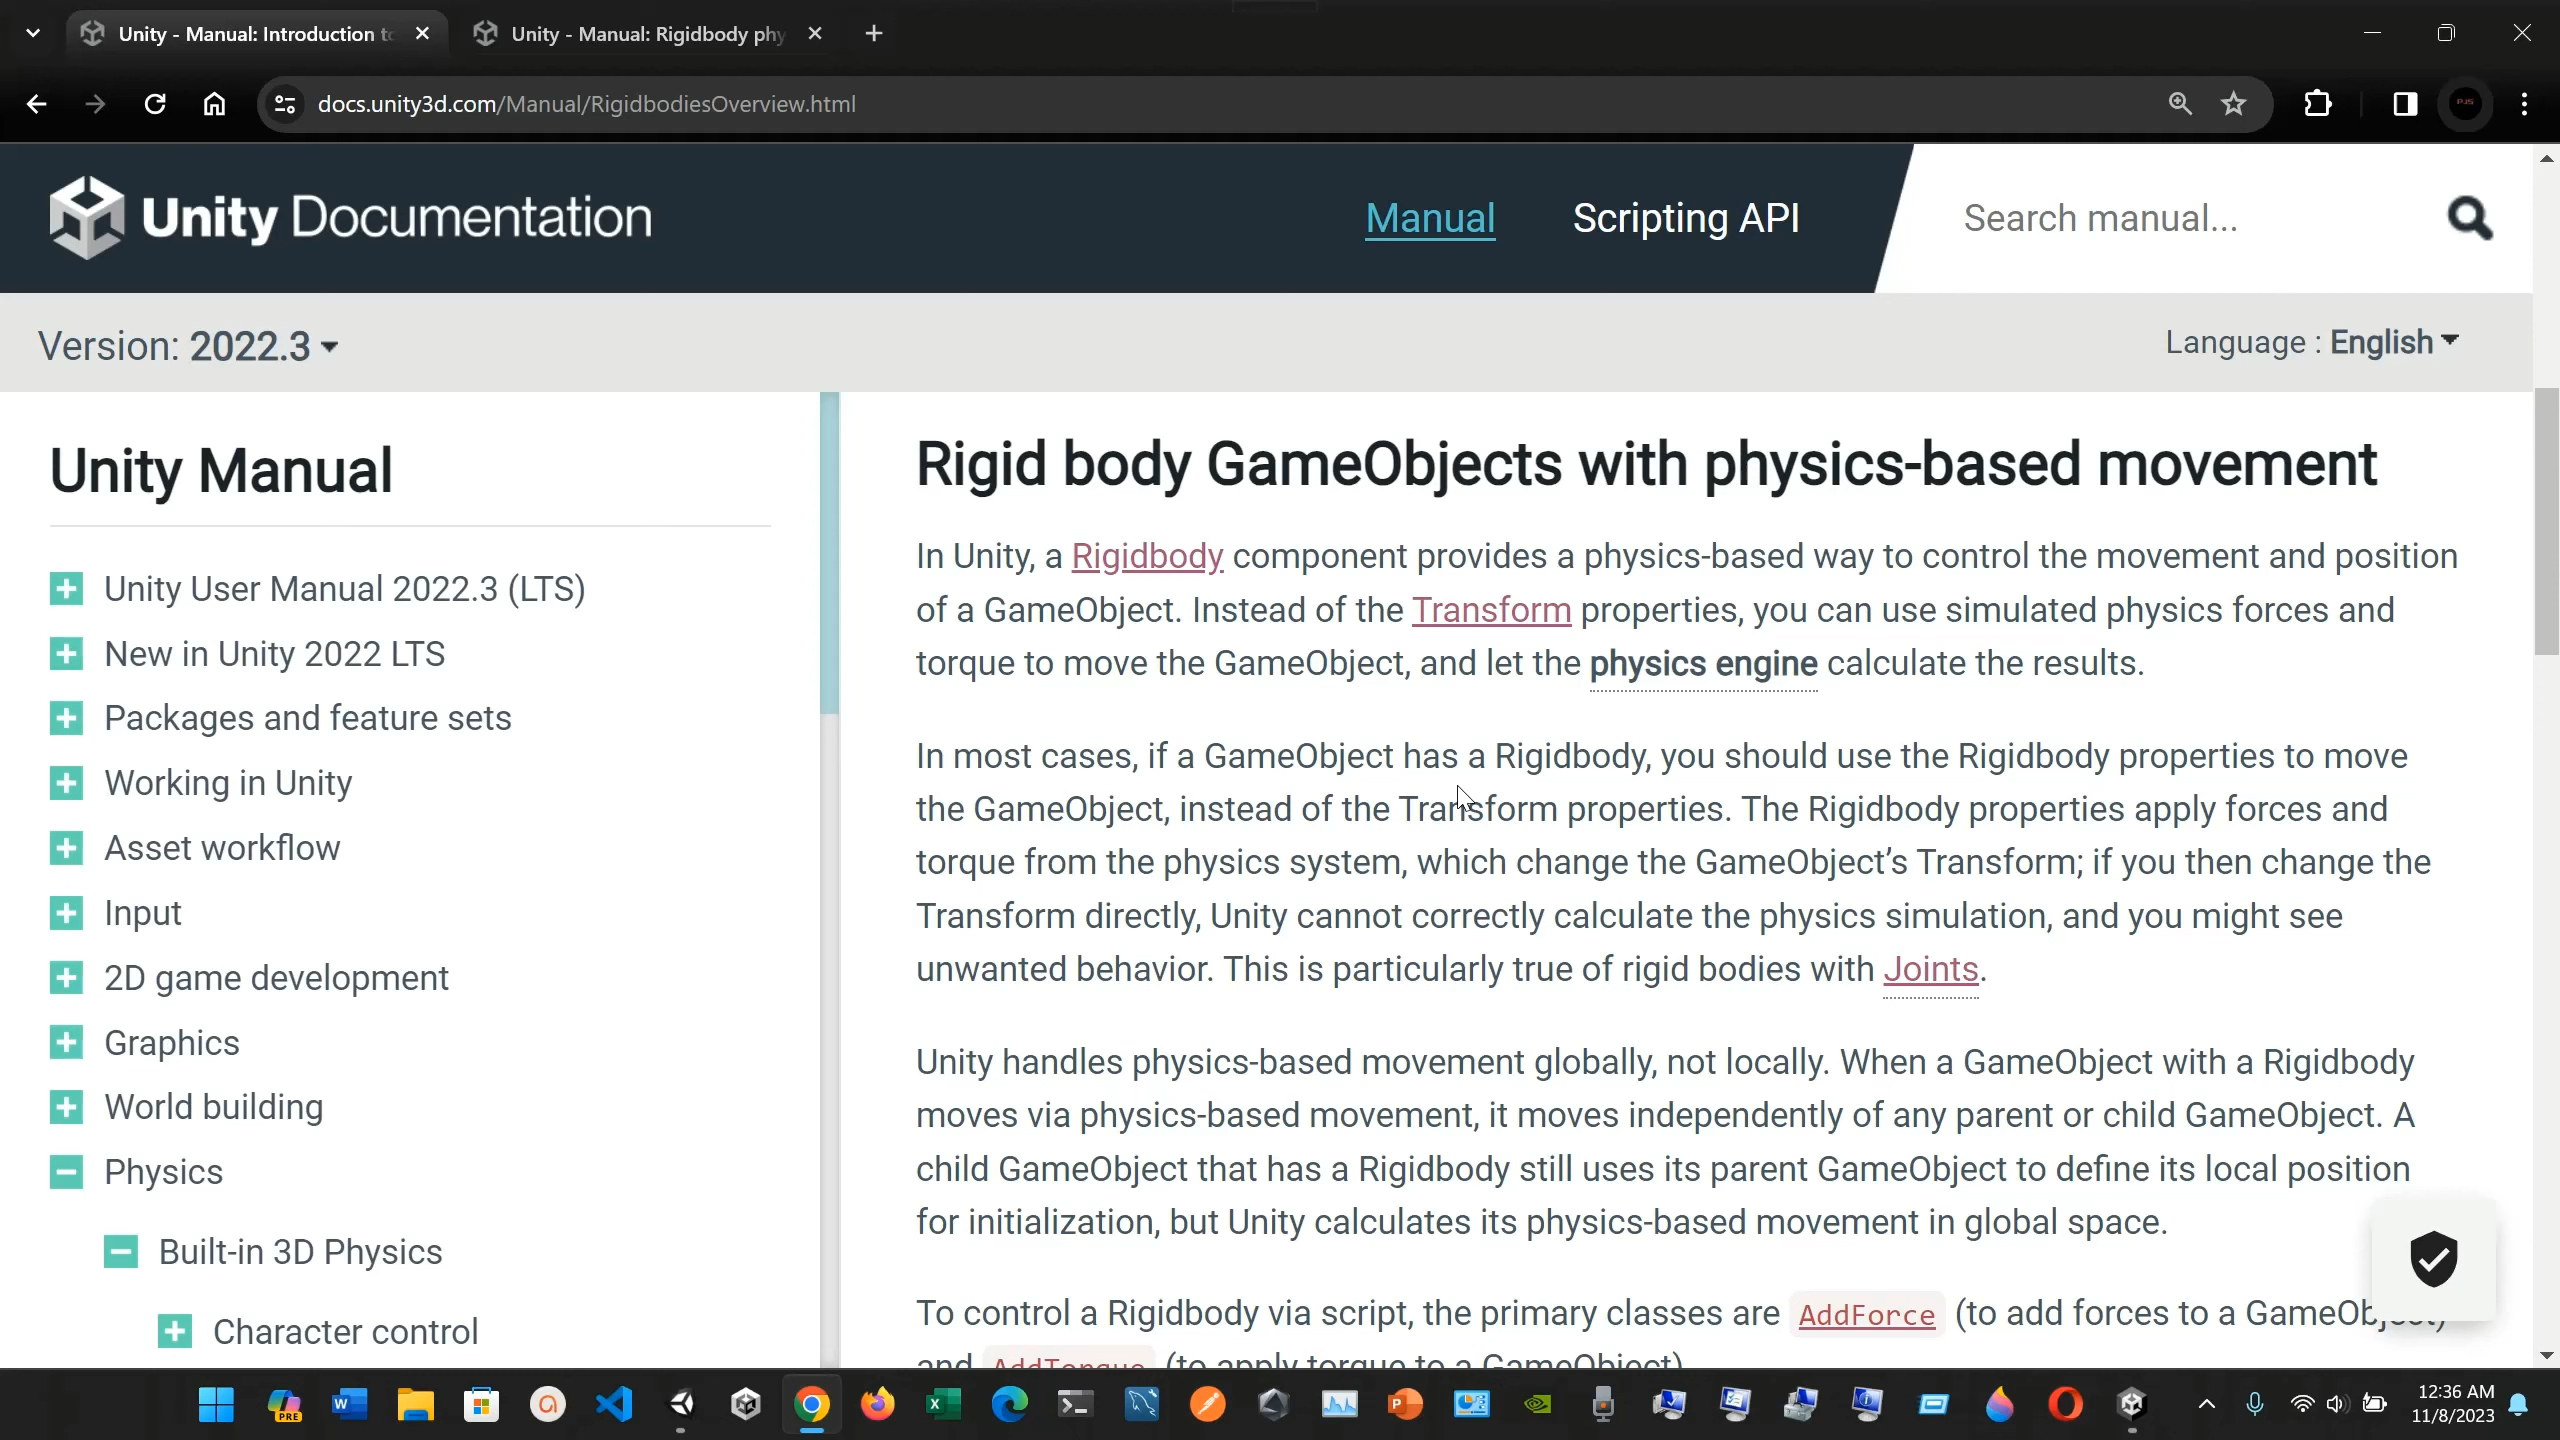 Unity - Manual: Introduction to
Unity - Manual: Rigidbody phy
docs.unity3d.com/Manual/RigidbodiesOverview.html
PJS
Unity Documentation
Manual
Scripting API
Search manual...
Version: 2022.3
Language : English
Unity Manual
Unity User Manual 2022.3 (LTS)
New in Unity 2022 LTS
Packages and feature sets
Working in Unity
Asset workflow
Input
2D game development
Graphics
World building
Physics
Built-in 3D Physics
Character control
Rigid body GameObjects with physics-based movement
In Unity, a Rigidbody component provides a physics-based way to control the movement and position
of a GameObject. Instead of the Transform properties, you can use simulated physics forces and
torque to move the GameObject, and let the physics engine calculate the results.
In most cases, if a GameObject has a Rigidbody, you should use the Rigidbody properties to move
the GameObject, instead of the Transform properties. The Rigidbody properties apply forces and
torque from the physics system, which change the GameObject’s Transform; if you then change the
Transform directly, Unity cannot correctly calculate the physics simulation, and you might see
unwanted behavior. This is particularly true of rigid bodies with Joints.
Unity handles physics-based movement globally, not locally. When a GameObject with a Rigidbody
moves via physics-based movement, it moves independently of any parent or child GameObject. A
child GameObject that has a Rigidbody still uses its parent GameObject to define its local position
for initialization, but Unity calculates its physics-based movement in global space.
To control a Rigidbody via script, the primary classes are AddForce (to add forces to a GameObject)
and AddTorque (to apply torque to a GameObject)
PRE
12:36 AM
11/8/2023